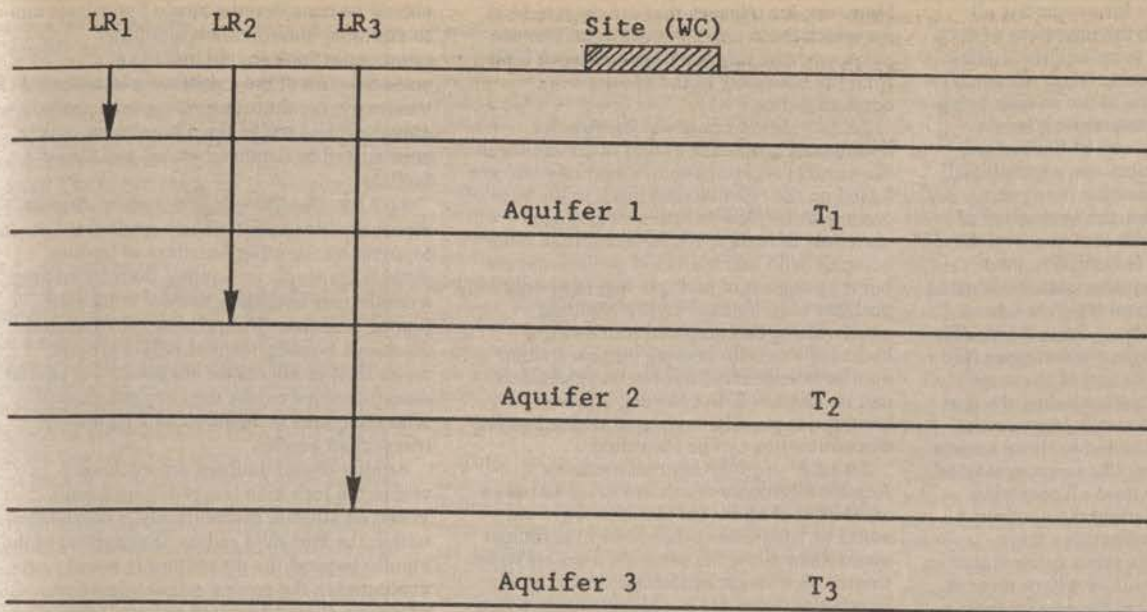 LR₁ LR₂ LR₃ Site (WC)
Aquifer 1 T₁
Aquifer 2 T₂
Aquifer 3 T₃